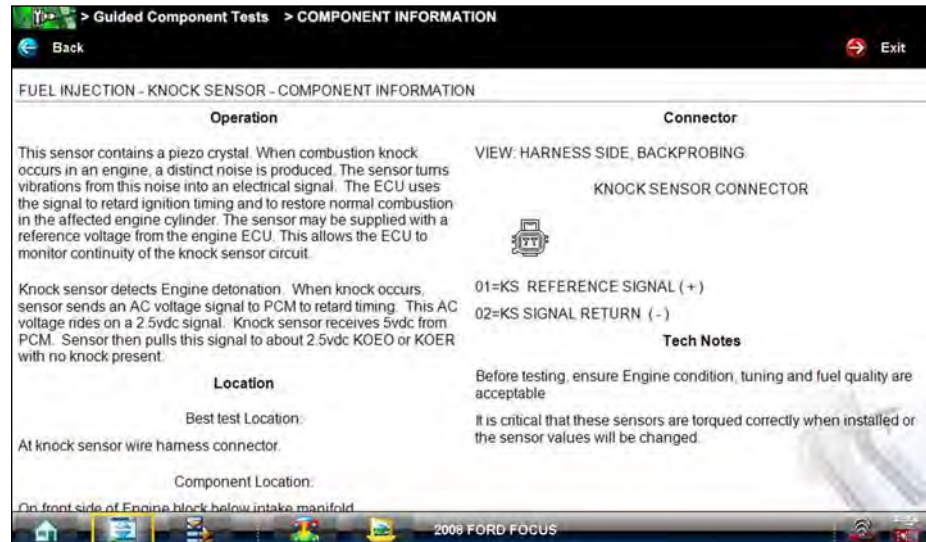 > Guided Component Tests > COMPONENT INFORMATION
Back
Exit
FUEL INJECTION - KNOCK SENSOR - COMPONENT INFORMATION
Operation
This sensor contains a piezo crystal. When combustion knock
occurs in an engine, a distinct noise is produced. The sensor turns
vibrations from this noise into an electrical signal. The ECU uses
the signal to retard ignition timing and to restore normal combustion
in the affected engine cylinder. The sensor may be supplied with a
reference voltage from the engine ECU. This allows the ECU to
monitor continuity of the knock sensor circuit.
Knock sensor detects Engine detonation. When knock occurs,
sensor sends an AC voltage signal to PCM to retard timing. This AC
voltage rides on a 2.5vdc signal. Knock sensor receives 5vdc from
PCM. Sensor then pulls this signal to about 2.5vdc KOEO or KOER
with no knock present.
Location
Best test Location:
At knock sensor wire harness connector.
Component Location:
On front side of Engine block below intake manifold
Connector
VIEW: HARNESS SIDE, BACKPROBING
KNOCK SENSOR CONNECTOR
01=KS REFERENCE SIGNAL (+)
02=KS SIGNAL RETURN (-)
Tech Notes
Before testing, ensure Engine condition, tuning and fuel quality are
acceptable
It is critical that these sensors are torqued correctly when installed or
the sensor values will be changed.
2008 FORD FOCUS